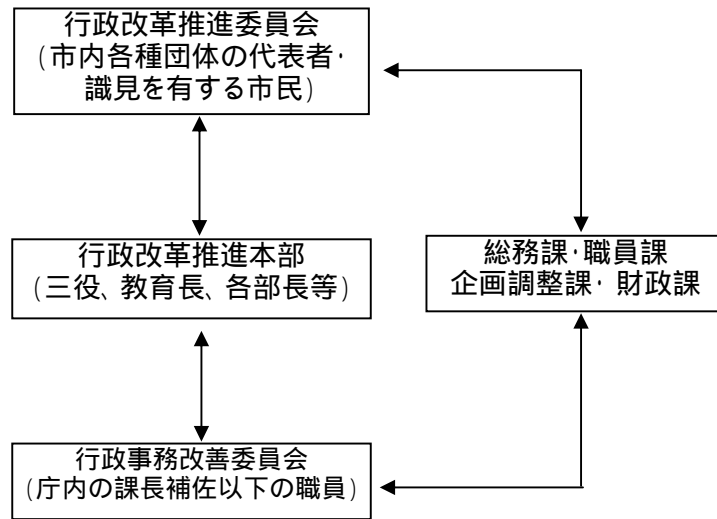 行政改革推進委員会
(市内各種団体の代表者・
識見を有する市民)
行政改革推進本部
(三役、教育長、各部長等)
総務課・職員課
企画調整課・ 財政課
行政事務改善委員会
(庁内の課長補佐以下の職員)